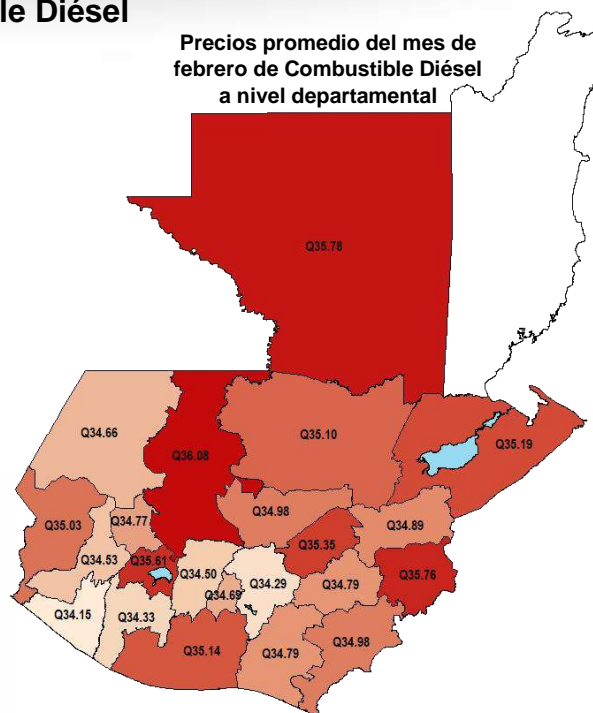 le Diésel
Precios promedio del mes de
febrero de Combustible Diésel
a nivel departamental
Q35.78
Q34.66
Q36.08
Q35.10
Q35.19
Q35.03
Q34.77
Q34.98
Q34.89
Q34.53
Q35.61
Q34.50
Q35.35
Q35.76
Q34.69
Q34.29
Q34.79
Q34.15
Q34.33
Q35.14
Q34.79
Q34.98